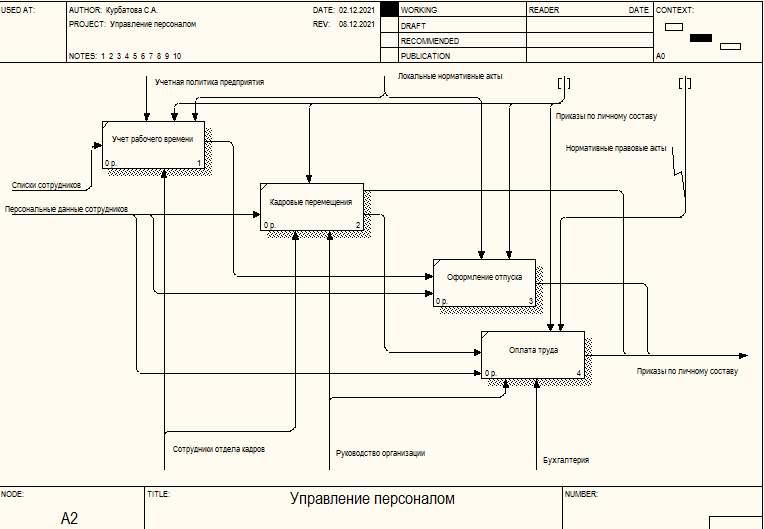 USED AT:
AUTHOR: Курбатова С.А.
DATE: 02.12.2021
WORKING
READER
DATE
CONTEXT:
PROJECT: Управление персоналом
REV: 08.12.2021
DRAFT
RECOMMENDED
NOTES: 1 2 3 4 5 6 7 8 9 10
PUBLICATION
A0
Учетная политика предприятия
Локальные нормативные акты
Приказы по личному составу
Учет рабочего времени
0 р.
1
Нормативные правовые акты
Списки сотрудников
Кадровые перемещения
0 р.
2
Персональные данные сотрудников
Оформление отпуска
0 р.
3
Оплата труда
0 р.
4
Приказы по личному составу
Сотрудники отдела кадров
Руководство организации
Бухгалтерия
NODE:
TITLE:
NUMBER:
A2
Управление персоналом